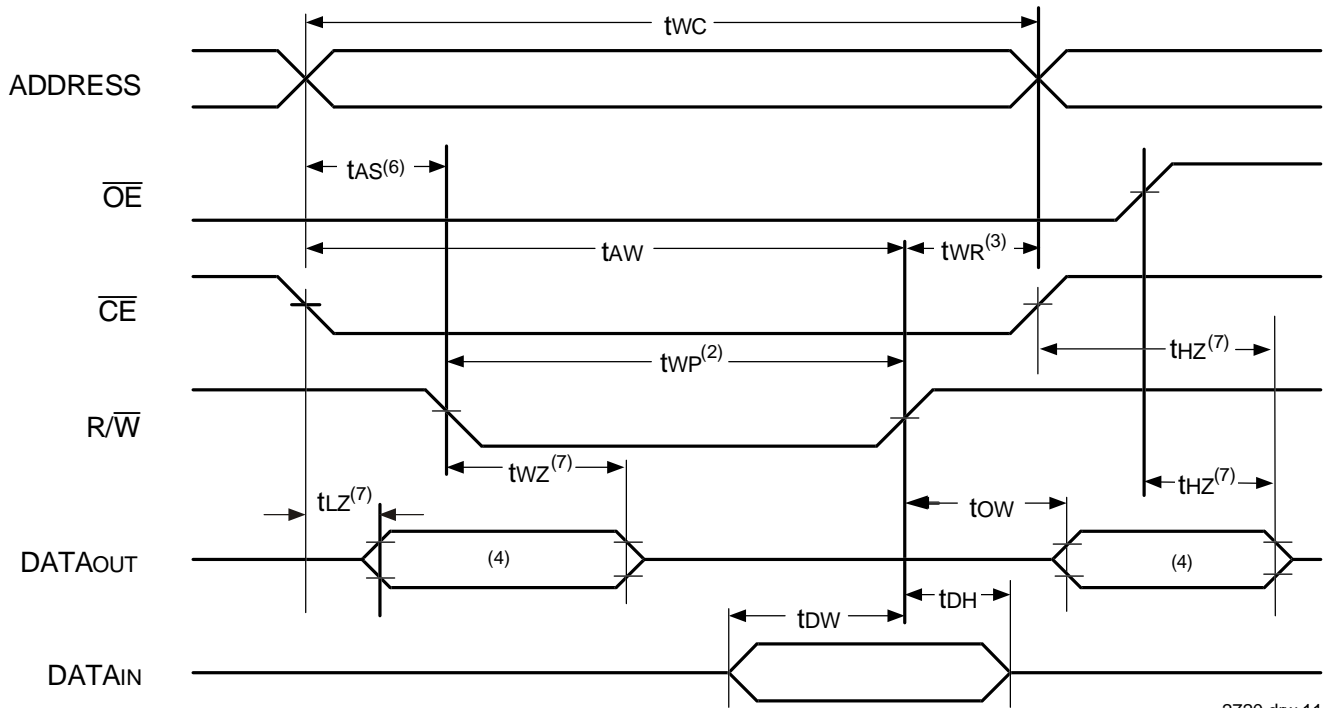 tWC
ADDRESS
tAS(6)
OE
tAW
tWR(3)
CE
tWP(2)
tHZ(7)
R/W
tWZ(7)
tHZ(7)
tLZ(7)
tOW
DATAOUT
(4)
(4)
tDW
tDH
DATAIN